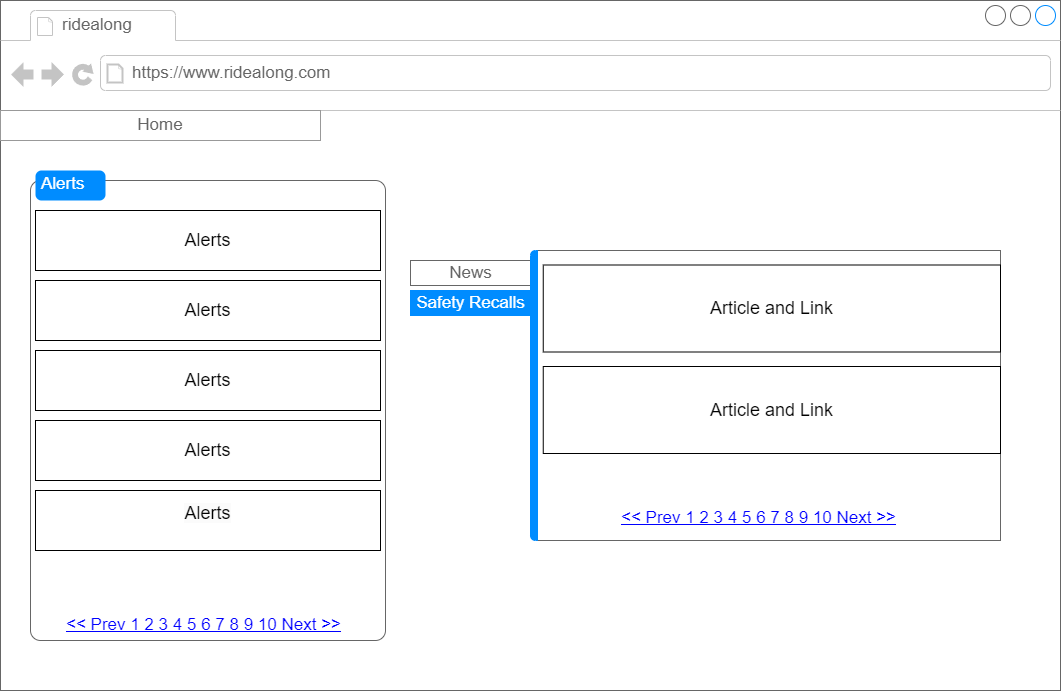 ridealong
https://www.ridealong.com
Home
Alerts
Alerts
Alerts
Alerts
Alerts
Alerts
<< Prev 1 2 3 4 5 6 7 8 9 10 Next >>
News
Safety Recalls
Article and Link
Article and Link
<< Prev 1 2 3 4 5 6 7 8 9 10 Next >>